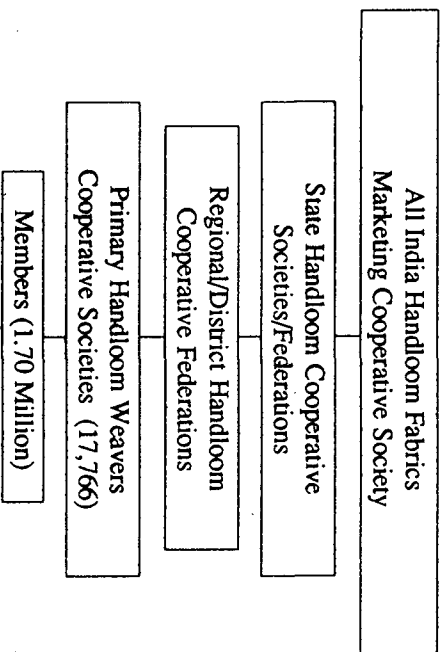 All India Handloom Fabrics
Marketing Cooperative Society
State Handloom Cooperative
Societies/Federations
Regional/District Handloom
Cooperative Federations
Primary Handloom Weavers
Cooperative Societies (17,766)
Members (1.70 Million)